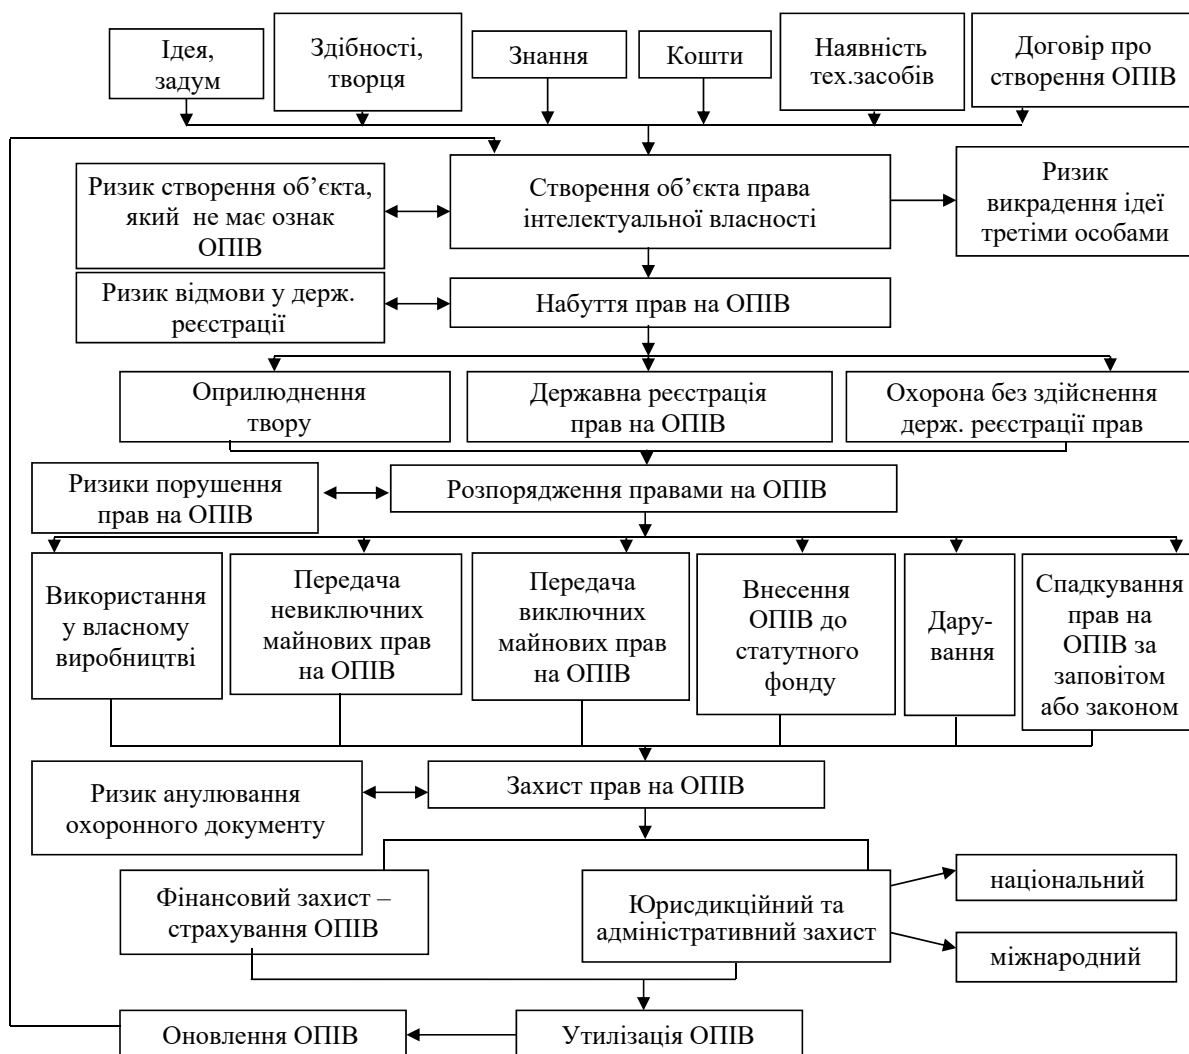 Ідея,
задум
Здібності,
творця
Знання
Кошти
Наявність
тех.засобів
Договір про
створення ОПІВ
Ризик створення об’єкта,
який не має ознак
ОПІВ
Створення об’єкта права
інтелектуальної власності
Ризик
викрадення ідеї
третіми особами
Ризик відмови у держ.
реєстрації
Набуття прав на ОПІВ
Оприлюднення
твору
Державна реєстрація
прав на ОПІВ
Охорона без здійснення
держ. реєстрації прав
Ризики порушення
прав на ОПІВ
Розпорядження правами на ОПІВ
Використання
у власному
виробництві
Передача
невиключних
майнових прав
на ОПІВ
Передача
виключних
майнових прав
на ОПІВ
Внесення
ОПІВ до
статутного
фонду
Дару-
вання
Спадкування
прав на
ОПІВ за
заповітом
або законом
Ризик анулювання
охоронного документу
Захист прав на ОПІВ
Фінансовий захист –
страхування ОПІВ
Юрисдикційний та
адміністративний захист
національний
міжнародний
Оновлення ОПІВ
Утилізація ОПІВ